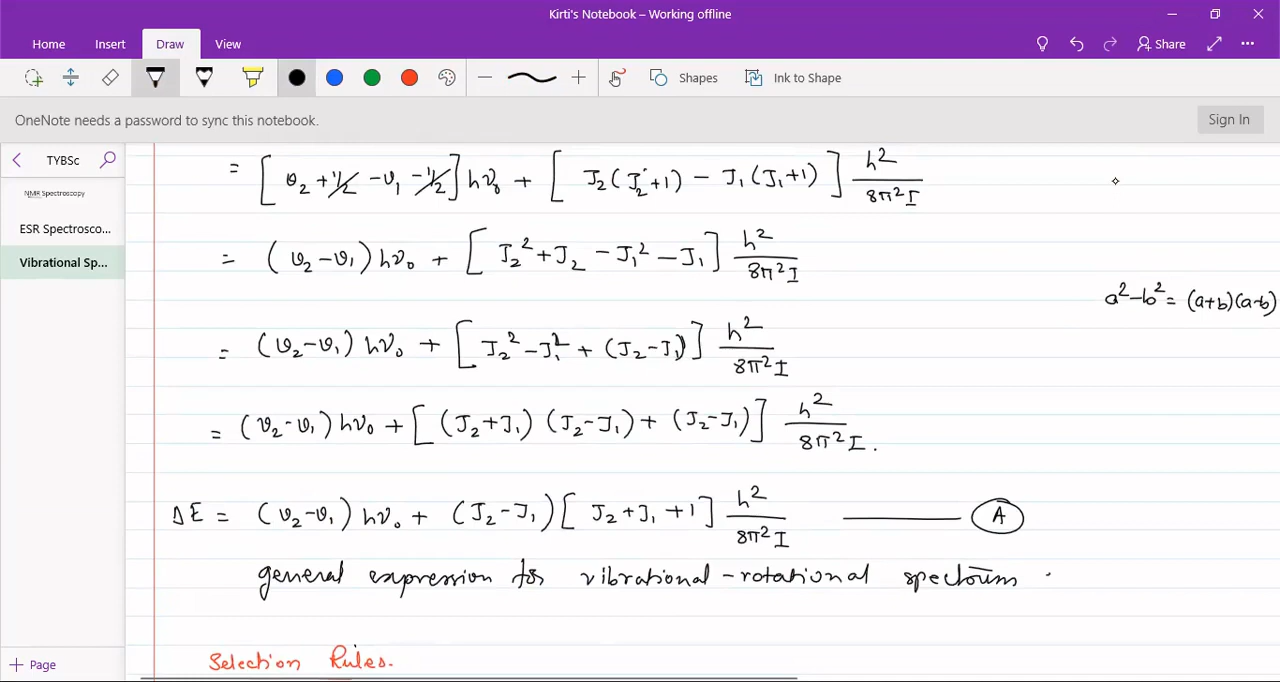 Kirti's Notebook – Working offline
Home Insert Draw View Share
Shapes Ink to Shape
OneNote needs a password to sync this notebook. Sign In
TYBSc
NMR Spectroscopy
ESR Spectrosco...
Vibrational Sp...
= [υ₂ + 1/2 - υ₁ - 1/2] hν₀ + [J₂(J₂+1) - J₁(J₁+1)] h²/8π²I
= (υ₂-υ₁) hν₀ + [J₂²+J₂ - J₁² - J₁] h²/8π²I
a²-b² = (a+b)(a-b)
= (υ₂-υ₁) hν₀ + [J₂² - J₁² + (J₂-J₁)] h²/8π²I
= (υ₂-υ₁) hν₀ + [(J₂+J₁) (J₂-J₁) + (J₂-J₁)] h²/8π²I.
ΔE = (υ₂-υ₁) hν₀ + (J₂-J₁)[J₂+J₁+1] h²/8π²I —— A
general expression for vibrational-rotational spectrum.
Selection Rules.
+ Page